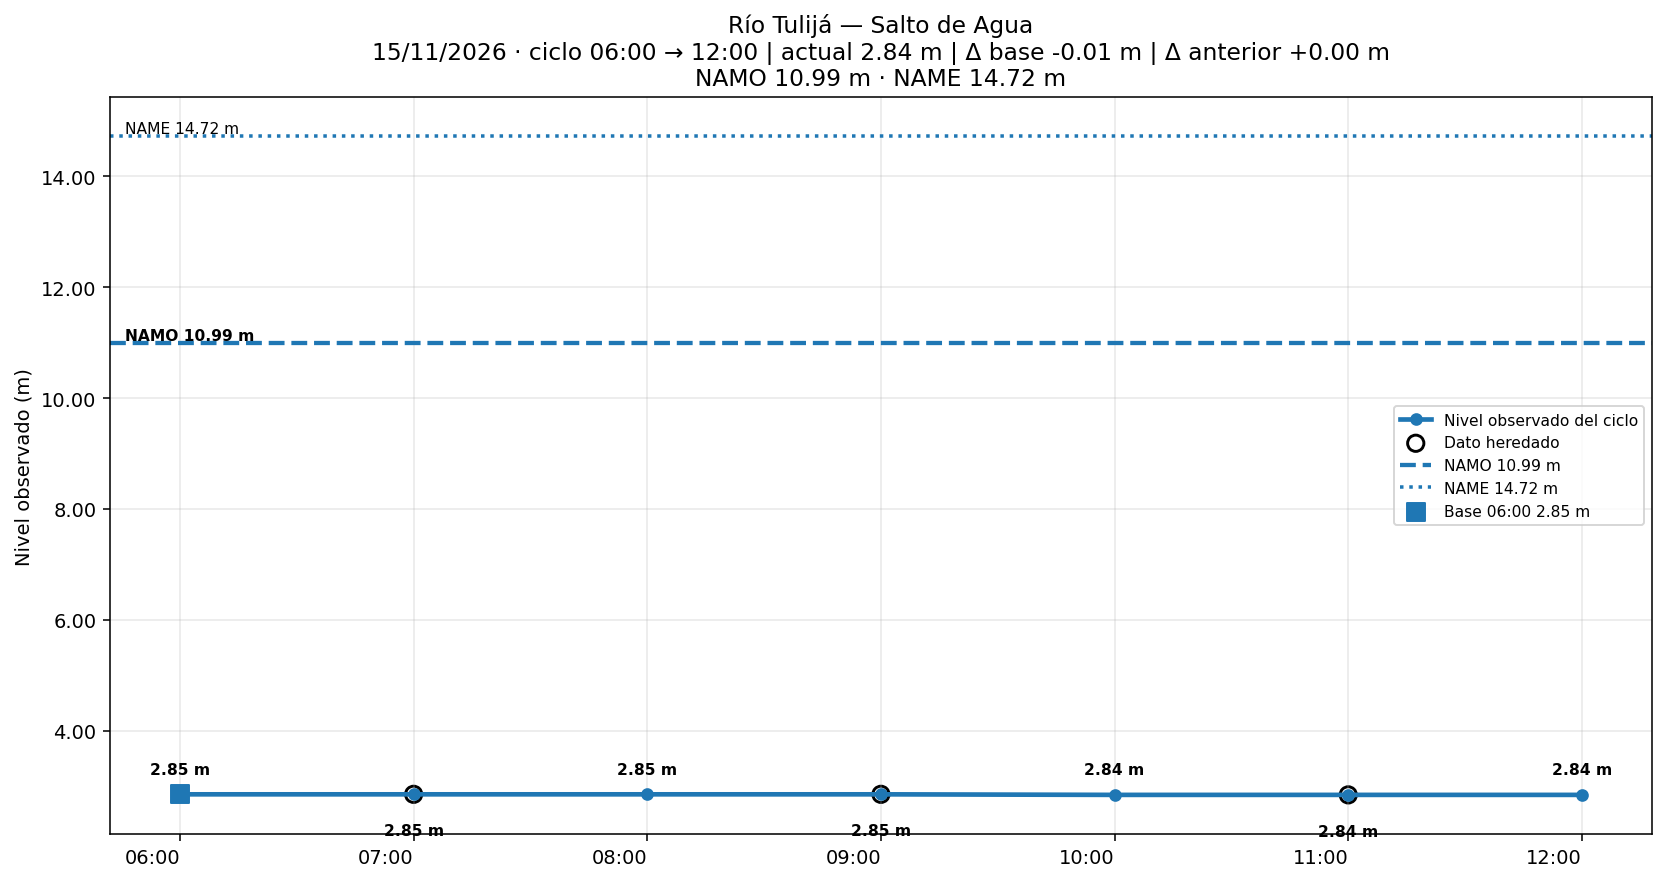 Río Tulijá — Salto de Agua
15/11/2026 · ciclo 06:00 → 12:00 | actual 2.84 m | Δ base -0.01 m | Δ anterior +0.00 m
NAMO 10.99 m · NAME 14.72 m
NAME 14.72 m
14.00
12.00
NAMO 10.99 m
10.00
Nivel observado (m)
Nivel observado del ciclo
Dato heredado
NAMO 10.99 m
NAME 14.72 m
Base 06:00 2.85 m
8.00
6.00
4.00
2.85 m
2.85 m
2.84 m
2.84 m
2.85 m
2.85 m
2.84 m
06:00
07:00
08:00
09:00
10:00
11:00
12:00